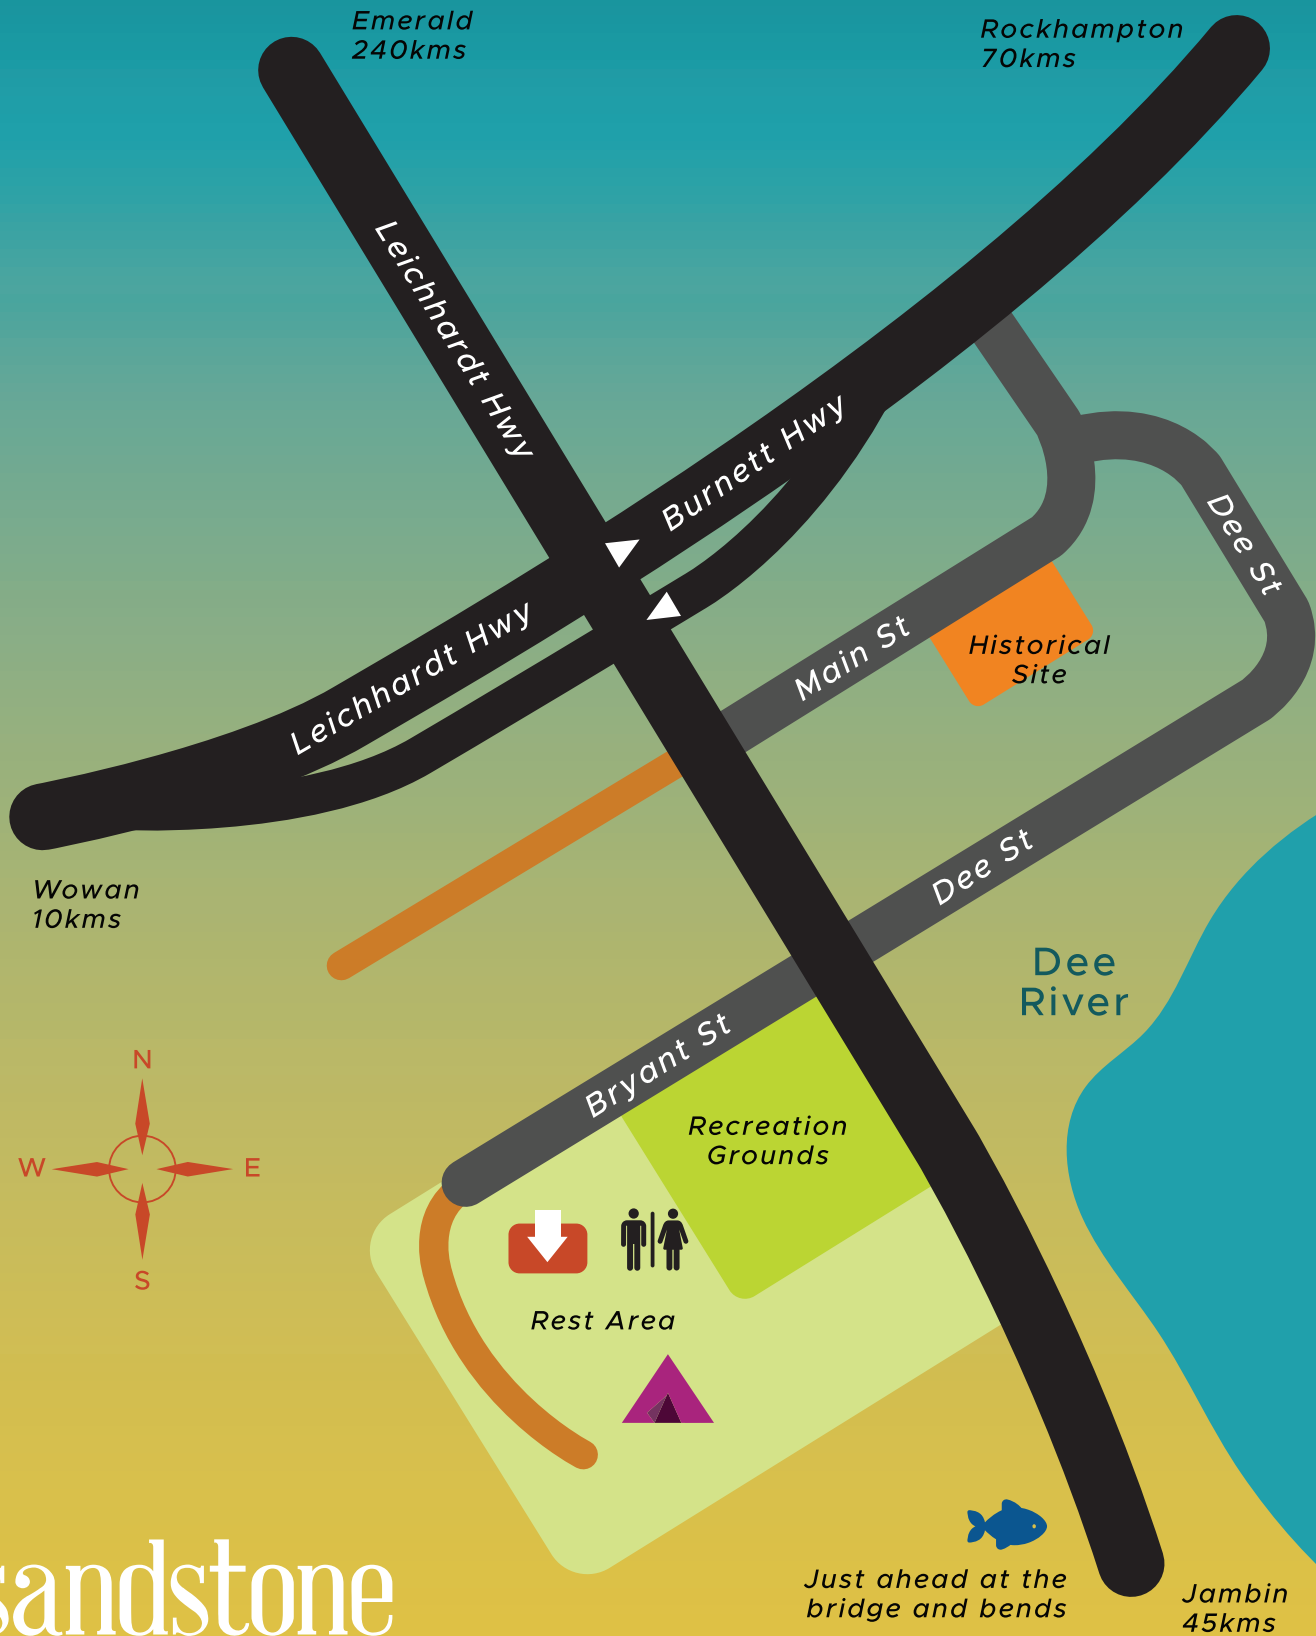 Emerald
240kms
Rockhampton
70kms
Leichhardt Hwy
Burnett Hwy
Dee St
Leichhardt Hwy
Main St
Historical
Site
Dee St
Wowan
10kms
Dee
River
Bryant St
N
W
E
S
Recreation
Grounds
Rest Area
sandstone
Just ahead at the
bridge and bends
Jambin
45kms